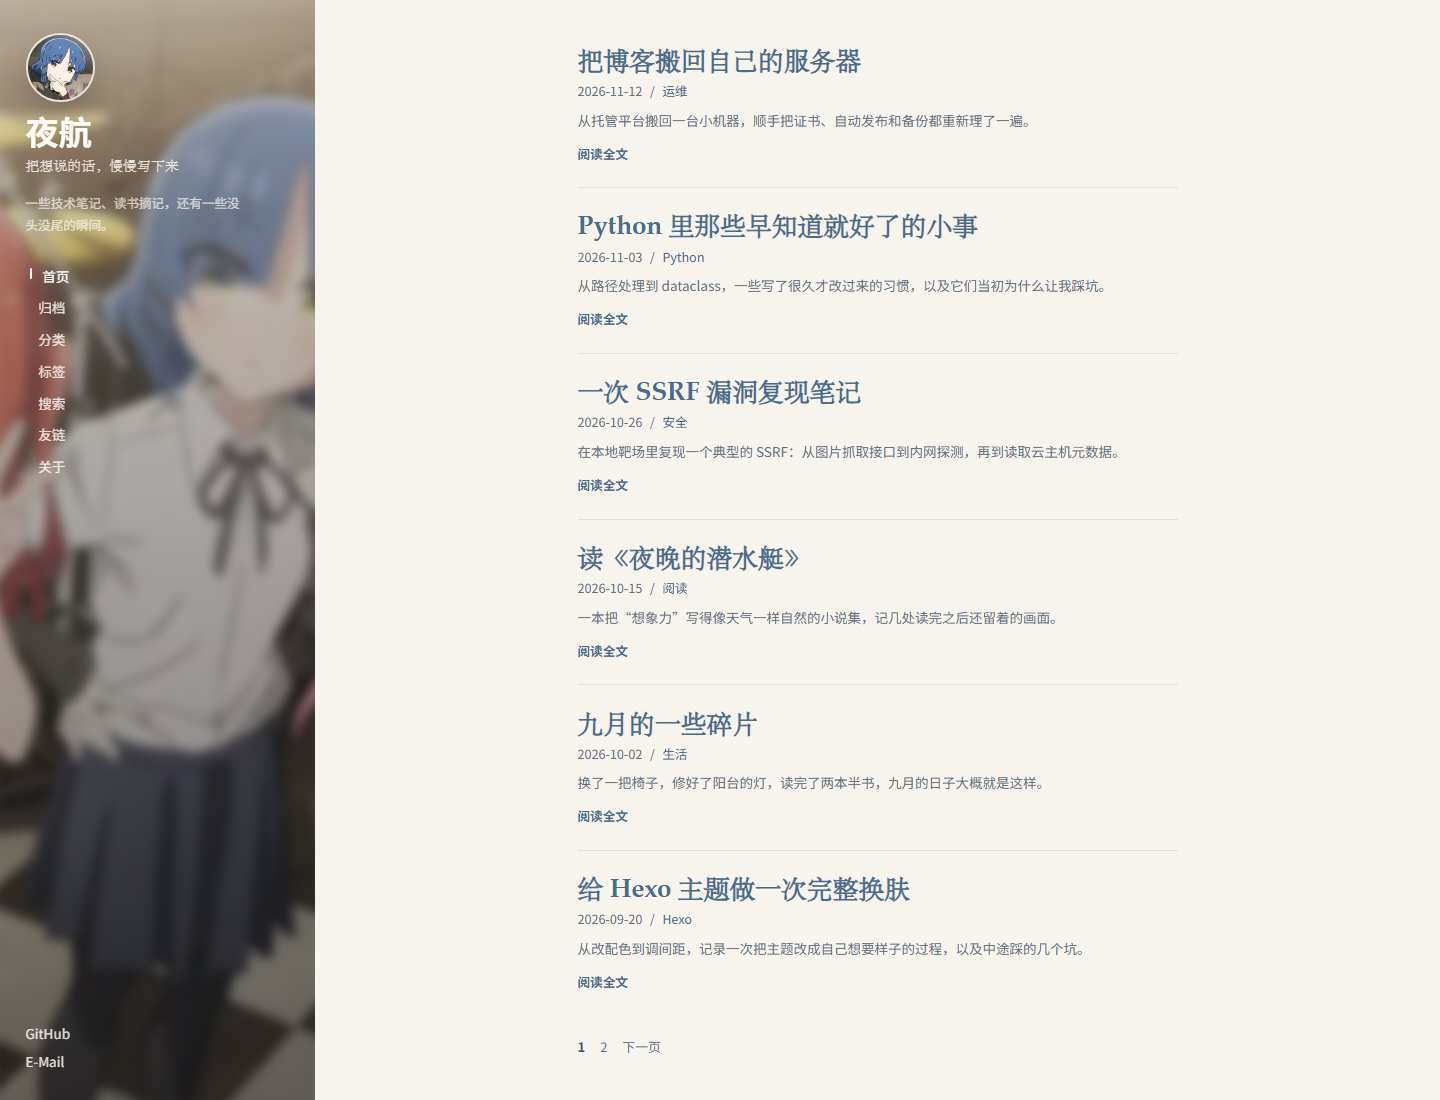 夜航
把想说的话，慢慢写下来
一些技术笔记、读书摘记，还有一些没
头没尾的瞬间。
首页
归档
分类
标签
搜索
友链
关于
GitHub
E-Mail
把博客搬回自己的服务器
2026-11-12 / 运维
从托管平台搬回一台小机器，顺手把证书、自动发布和备份都重新理了一遍。
阅读全文
Python 里那些早知道就好了的小事
2026-11-03 / Python
从路径处理到 dataclass，一些写了很久才改过来的习惯，以及它们当初为什么让我踩坑。
阅读全文
一次 SSRF 漏洞复现笔记
2026-10-26 / 安全
在本地靶场里复现一个典型的 SSRF：从图片抓取接口到内网探测，再到读取云主机元数据。
阅读全文
读《夜晚的潜水艇》
2026-10-15 / 阅读
一本把“想象力”写得像天气一样自然的小说集，记几处读完之后还留着的画面。
阅读全文
九月的一些碎片
2026-10-02 / 生活
换了一把椅子，修好了阳台的灯，读完了两本半书，九月的日子大概就是这样。
阅读全文
给 Hexo 主题做一次完整换肤
2026-09-20 / Hexo
从改配色到调间距，记录一次把主题改成自己想要样子的过程，以及中途踩的几个坑。
阅读全文
1 2 下一页